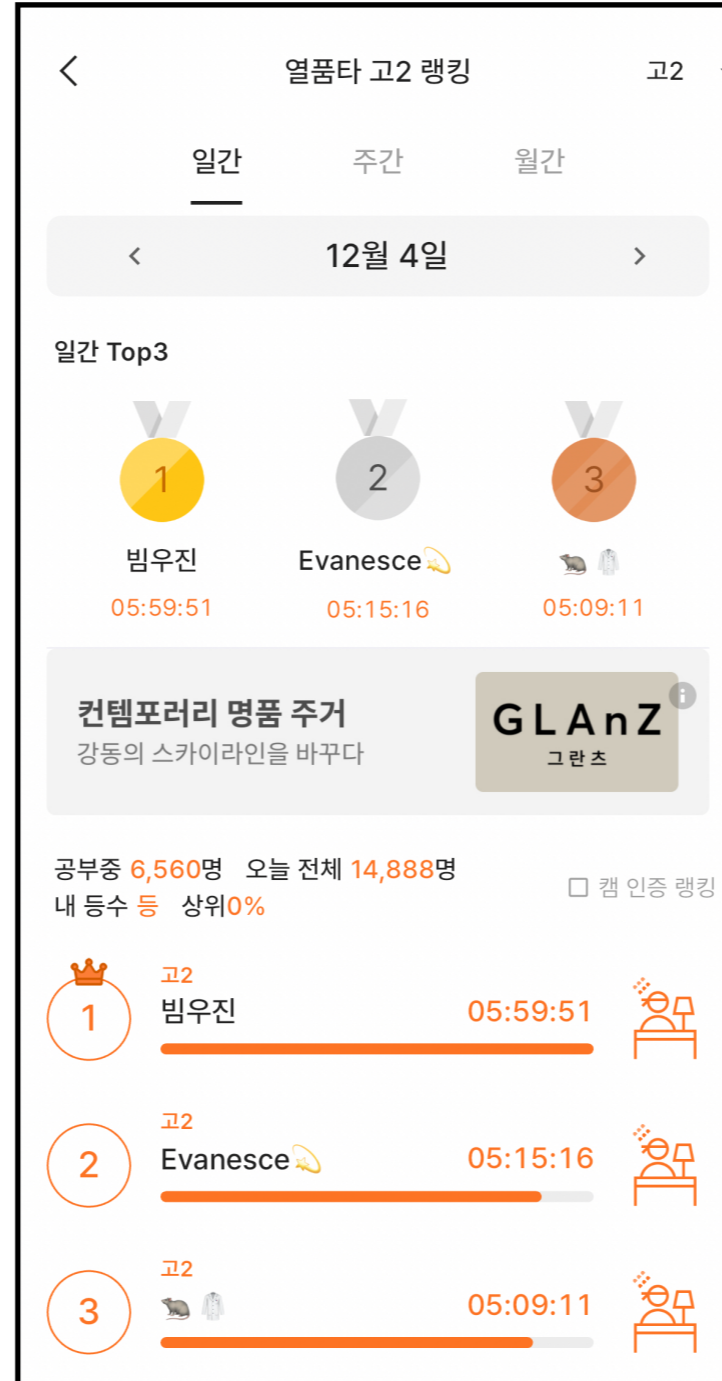 열품타 고2 랭킹 고2
일간 주간 월간
12월 4일
일간 Top3
1 2 3
빔우진 Evanesce💫 🐀 🥼
05:59:51 05:15:16 05:09:11
컨템포러리 명품 주거
강동의 스카이라인을 바꾸다
GLAnZ
그란츠
공부중 6,560명 오늘 전체 14,888명
내 등수 등 상위0%
캠 인증 랭킹
고2
1 빔우진 05:59:51
고2
2 Evanesce💫 05:15:16
고2
3 🐀 🥼 05:09:11